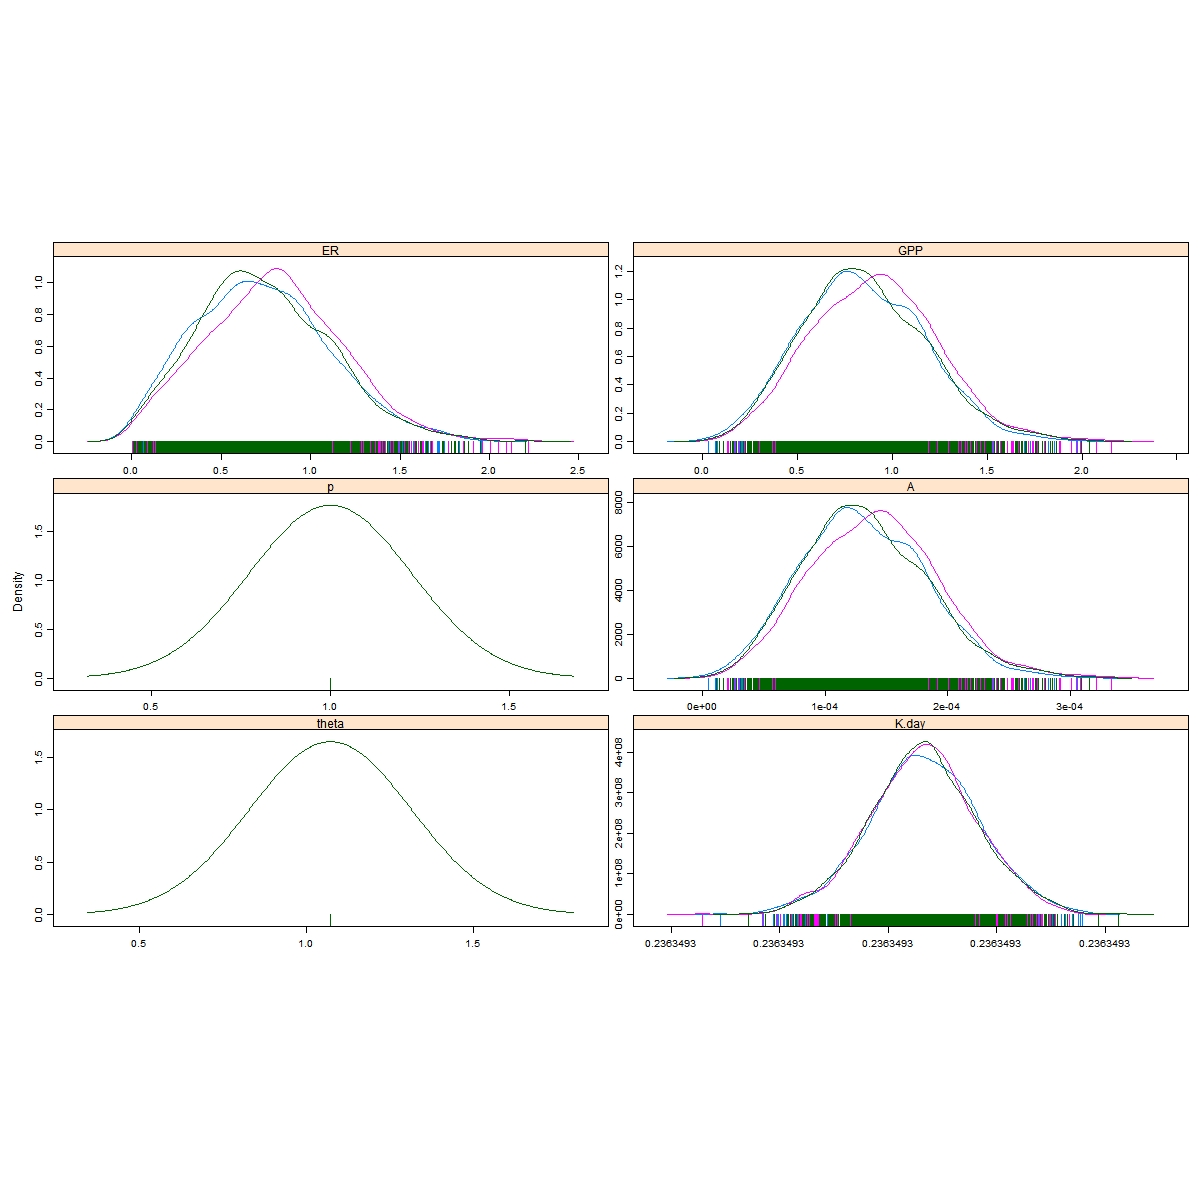 ER
GPP
0.0 0.2 0.4 0.6 0.8 1.0
0.0 0.2 0.4 0.6 0.8 1.0 1.2
0.0 0.5 1.0 1.5 2.0 2.5
0.0 0.5 1.0 1.5 2.0
p
A
Density
0.0 0.5 1.0 1.5
0 2000 4000 6000 8000
0.5 1.0 1.5
0e+00 1e-04 2e-04 3e-04
theta
K.day
0.0 0.5 1.0 1.5
0e+00 1e+08 2e+08 3e+08 4e+08
0.5 1.0 1.5
0.2363493 0.2363493 0.2363493 0.2363493 0.2363493